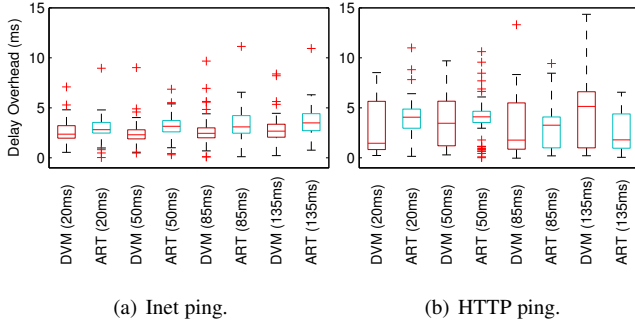 Delay Overhead (ms)
15
10
5
0
DVM (20ms)
ART (20ms)
DVM (50ms)
ART (50ms)
DVM (85ms)
ART (85ms)
DVM (135ms)
ART (135ms)
(a) Inet ping.
15
10
5
0
DVM (20ms)
ART (20ms)
DVM (50ms)
ART (50ms)
DVM (85ms)
ART (85ms)
DVM (135ms)
ART (135ms)
(b) HTTP ping.